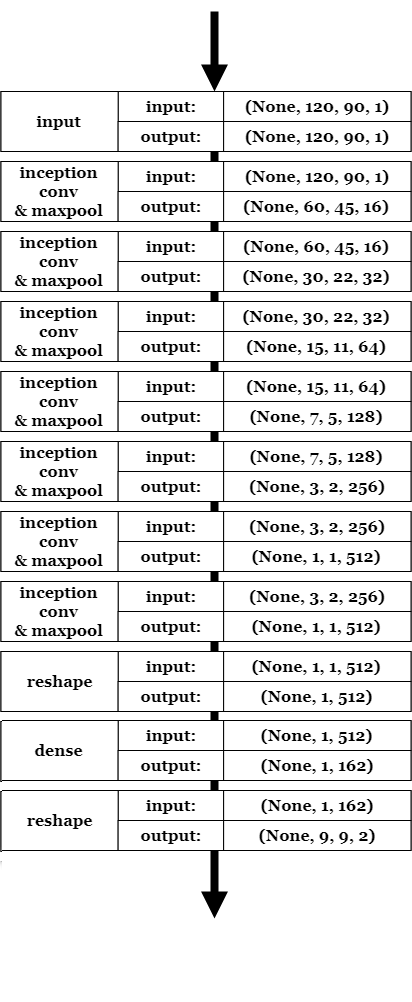 input
input:
(None, 120, 90, 1)
output:
(None, 120, 90, 1)
inception
conv
& maxpool
input:
(None, 120, 90, 1)
output:
(None, 60, 45, 16)
inception
conv
& maxpool
input:
(None, 60, 45, 16)
output:
(None, 30, 22, 32)
inception
conv
& maxpool
input:
(None, 30, 22, 32)
output:
(None, 15, 11, 64)
inception
conv
& maxpool
input:
(None, 15, 11, 64)
output:
(None, 7, 5, 128)
inception
conv
& maxpool
input:
(None, 7, 5, 128)
output:
(None, 3, 2, 256)
inception
conv
& maxpool
input:
(None, 3, 2, 256)
output:
(None, 1, 1, 512)
inception
conv
& maxpool
input:
(None, 3, 2, 256)
output:
(None, 1, 1, 512)
reshape
input:
(None, 1, 1, 512)
output:
(None, 1, 512)
dense
input:
(None, 1, 512)
output:
(None, 1, 162)
reshape
input:
(None, 1, 162)
output:
(None, 9, 9, 2)